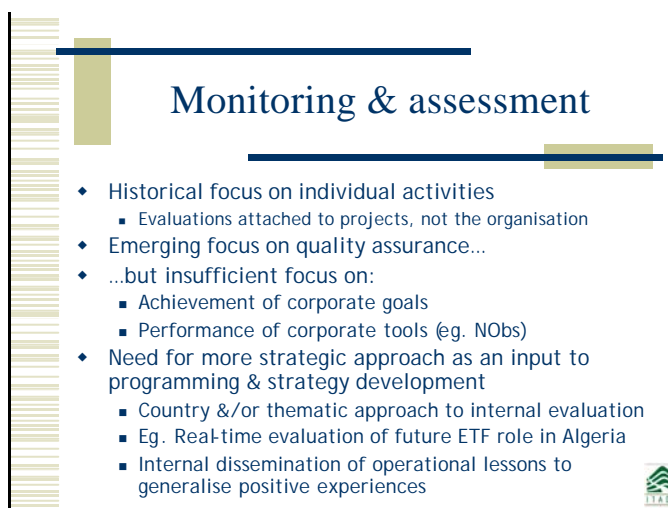 Monitoring & assessment
Historical focus on individual activities
Evaluations attached to projects, not the organisation
Emerging focus on quality assurance...
...but insufficient focus on:
Achievement of corporate goals
Performance of corporate tools (eg. NObs)
Need for more strategic approach as an input to
programming & strategy development
Country &/or thematic approach to internal evaluation
Eg. Real-time evaluation of future ETF role in Algeria
Internal dissemination of operational lessons to
generalise positive experiences